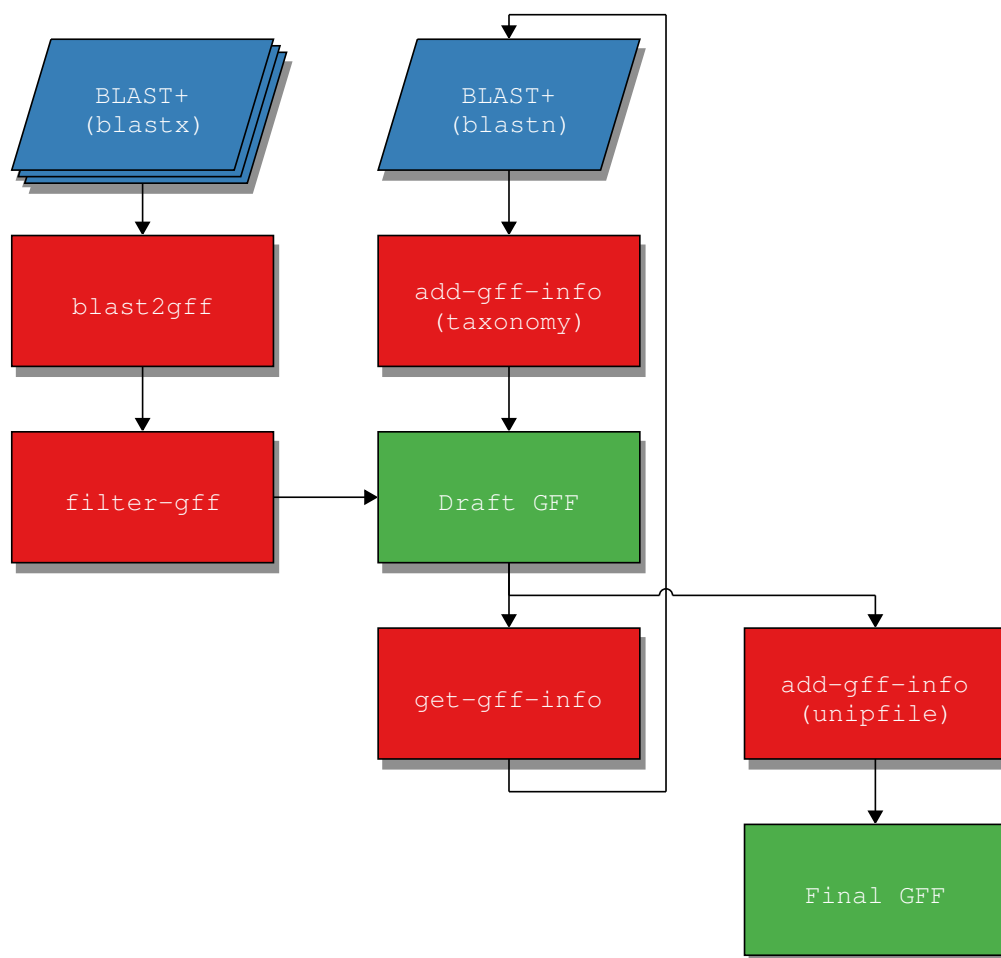 BLAST+
(blastx)
BLAST+
(blastn)
blast2gff
add-gff-info
(taxonomy)
filter-gff
Draft GFF
get-gff-info
add-gff-info
(unipfile)
Final GFF